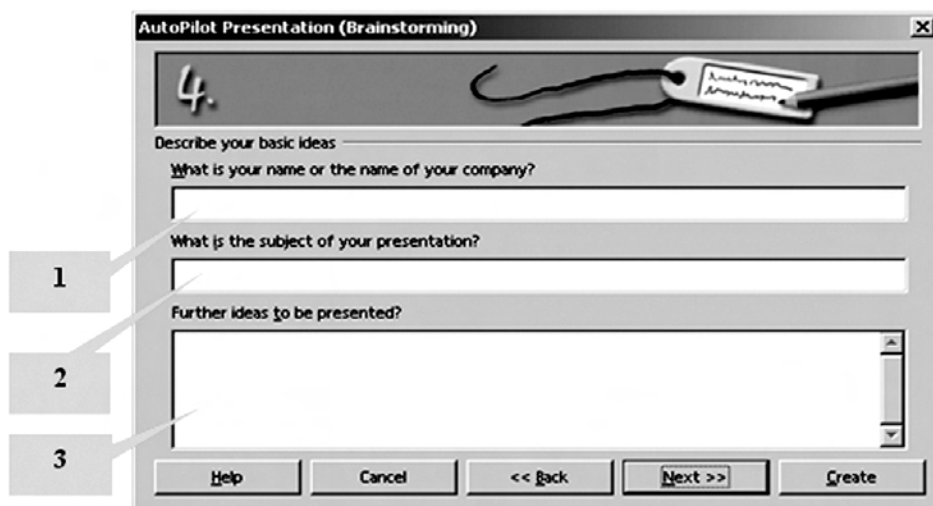 AutoPilot Presentation (Brainstorming)
4.
Describe your basic ideas
What is your name or the name of your company?
1
What is the subject of your presentation?
2
Further ideas to be presented?
3
Help Cancel << Back Next >> Create